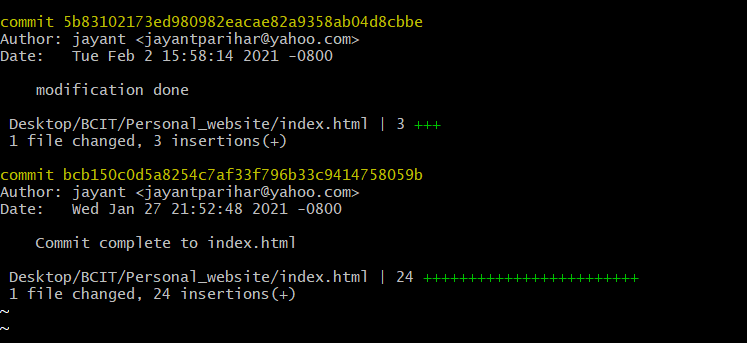 commit 5b83102173ed980982eacae82a9358ab04d8cbbe
Author: jayant <jayantparihar@yahoo.com>
Date:   Tue Feb 2 15:58:14 2021 -0800
modification done
Desktop/BCIT/Personal_website/index.html | 3 +++
1 file changed, 3 insertions(+)
commit bcb150c0d5a8254c7af33f796b33c9414758059b
Author: jayant <jayantparihar@yahoo.com>
Date:   Wed Jan 27 21:52:48 2021 -0800
Commit complete to index.html
Desktop/BCIT/Personal_website/index.html | 24 ++++++++++++++++++++++++
1 file changed, 24 insertions(+)
~
~